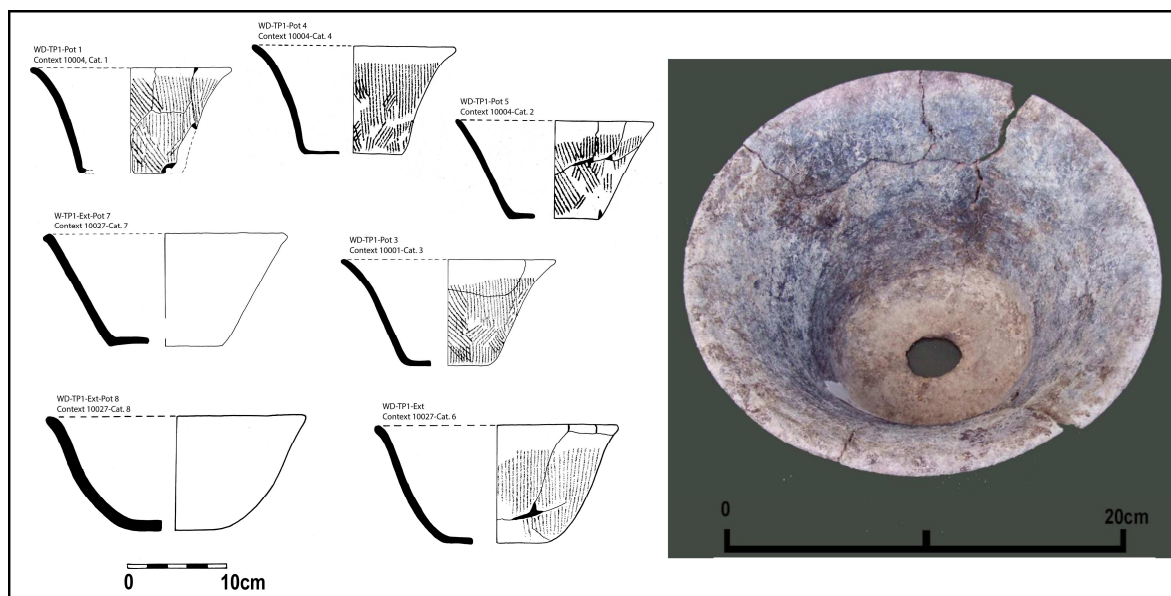 WD-TP1-Pot 1
Context 10004, Cat. 1
WD-TP1-Pot 4
Context 10004-Cat. 4
WD-TP1-Pot 5
Context 10004-Cat. 2
W-TP1-Ext-Pot 7
Context 10027-Cat. 7
WD-TP1-Pot 3
Context 10001-Cat. 3
WD-TP1-Ext-Pot 8
Context 10027-Cat. 8
WD-TP1-Ext
Context 10027-Cat. 6
0 10cm
0 20cm